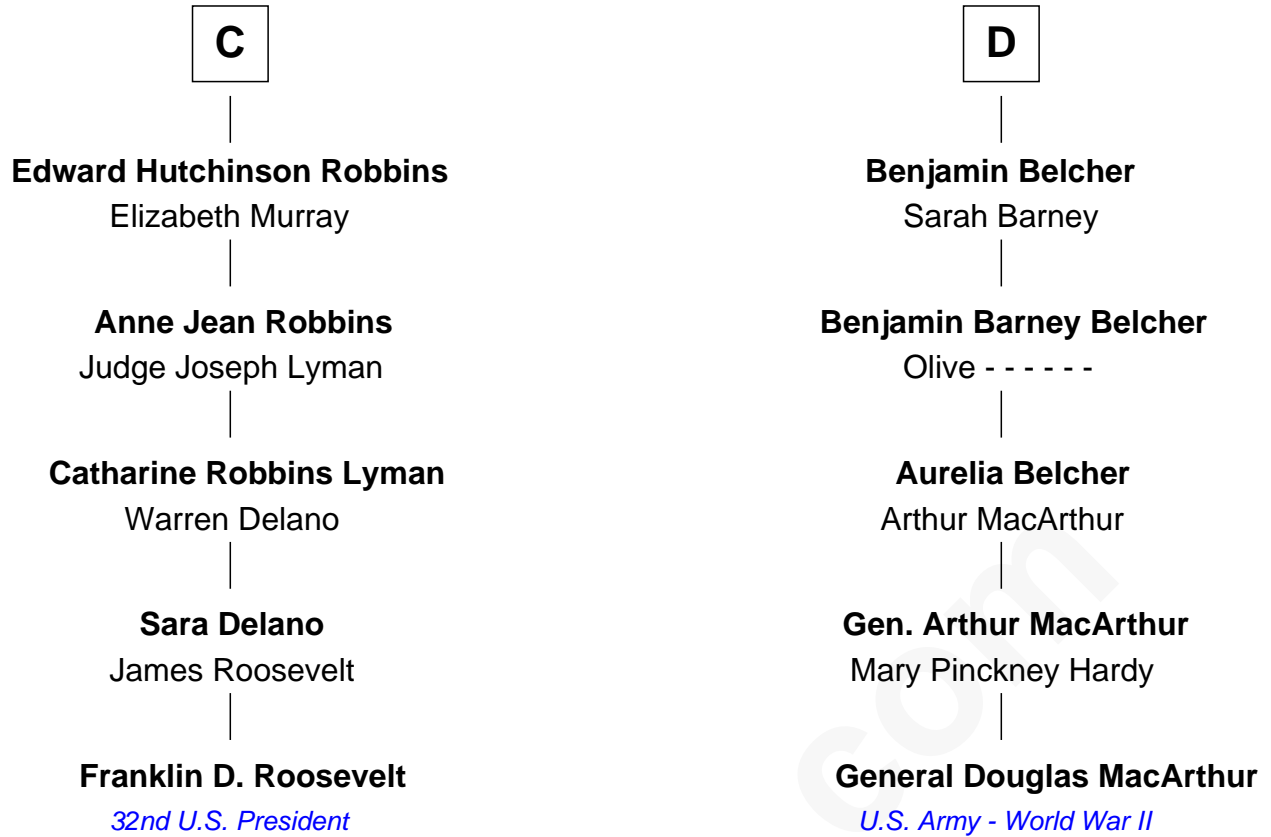 C
Edward Hutchinson Robbins
Elizabeth Murray
Anne Jean Robbins
Judge Joseph Lyman
Catharine Robbins Lyman
Warren Delano
Sara Delano
James Roosevelt
Franklin D. Roosevelt
32nd U.S. President
D
Benjamin Belcher
Sarah Barney
Benjamin Barney Belcher
Olive - - - - - -
Aurelia Belcher
Arthur MacArthur
Gen. Arthur MacArthur
Mary Pinckney Hardy
General Douglas MacArthur
U.S. Army - World War II
com